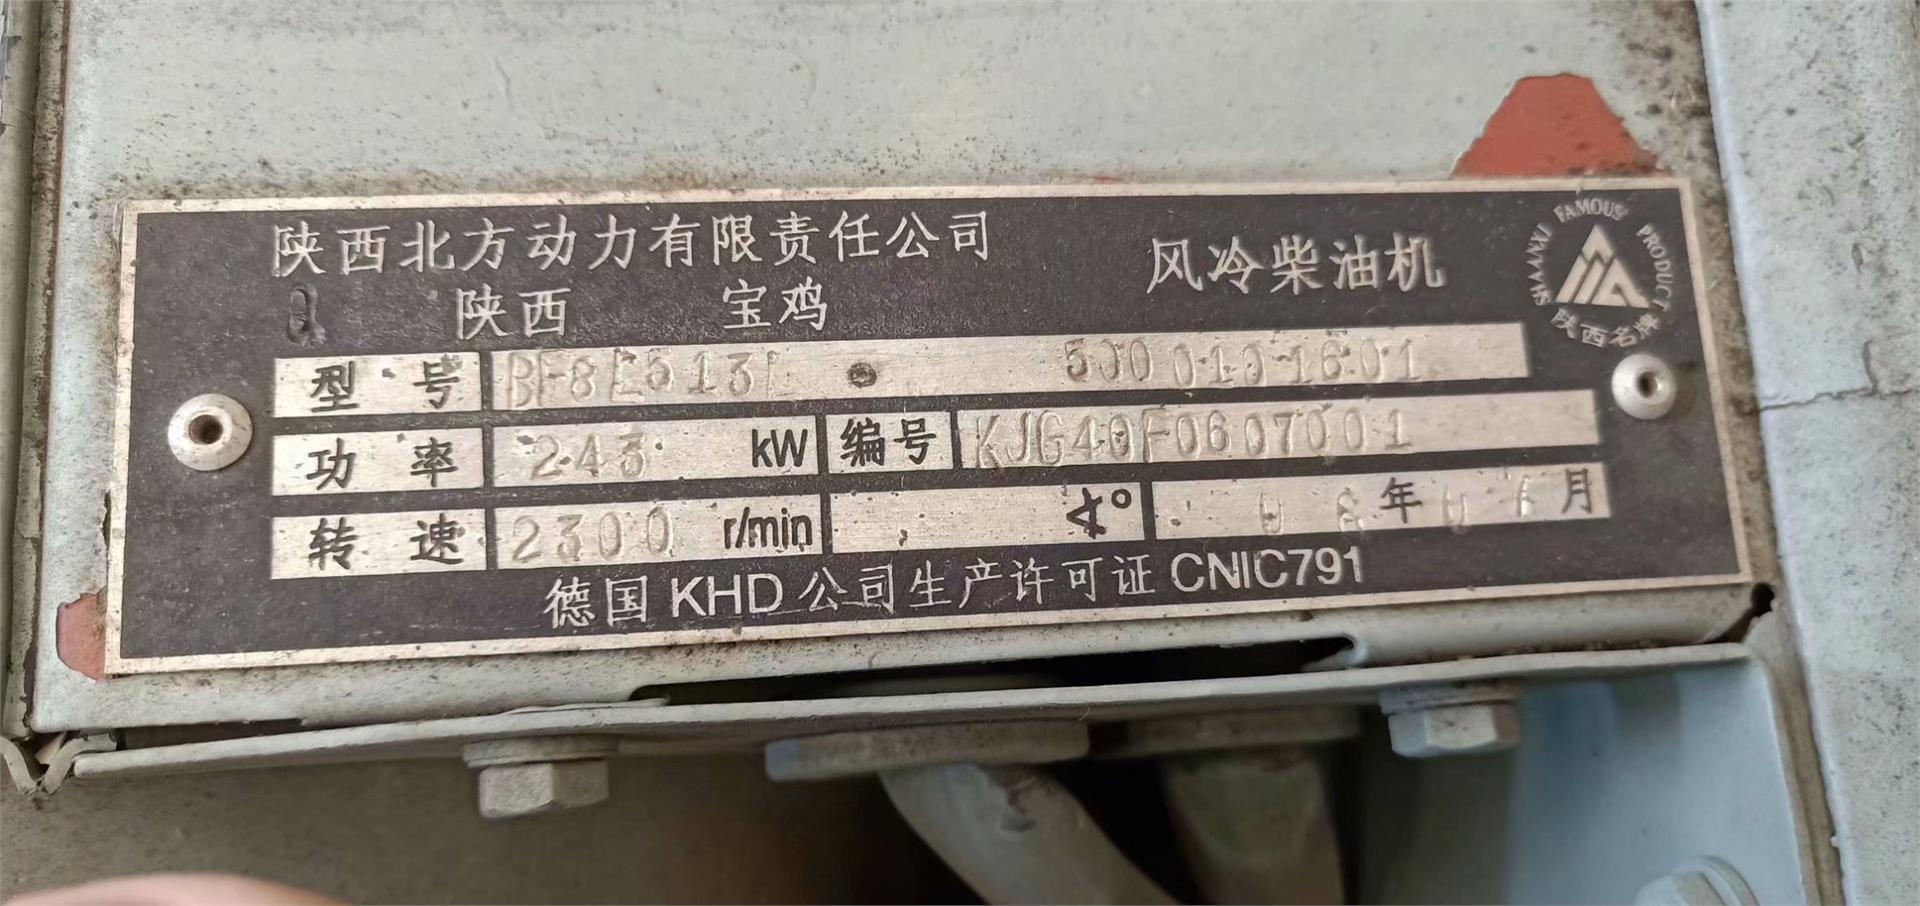 陕西北方动力有限责任公司 风冷柴油机
陕西 宝鸡
SHAANXI FAMOUS PRODUCT
陕西名牌
型号 BF8L513L 5000101601
功率 243 kW 编号 KJG40F0607001
转速 2300 r/min ∢° 年 月
德国 KHD 公司生产许可证 CNIC791